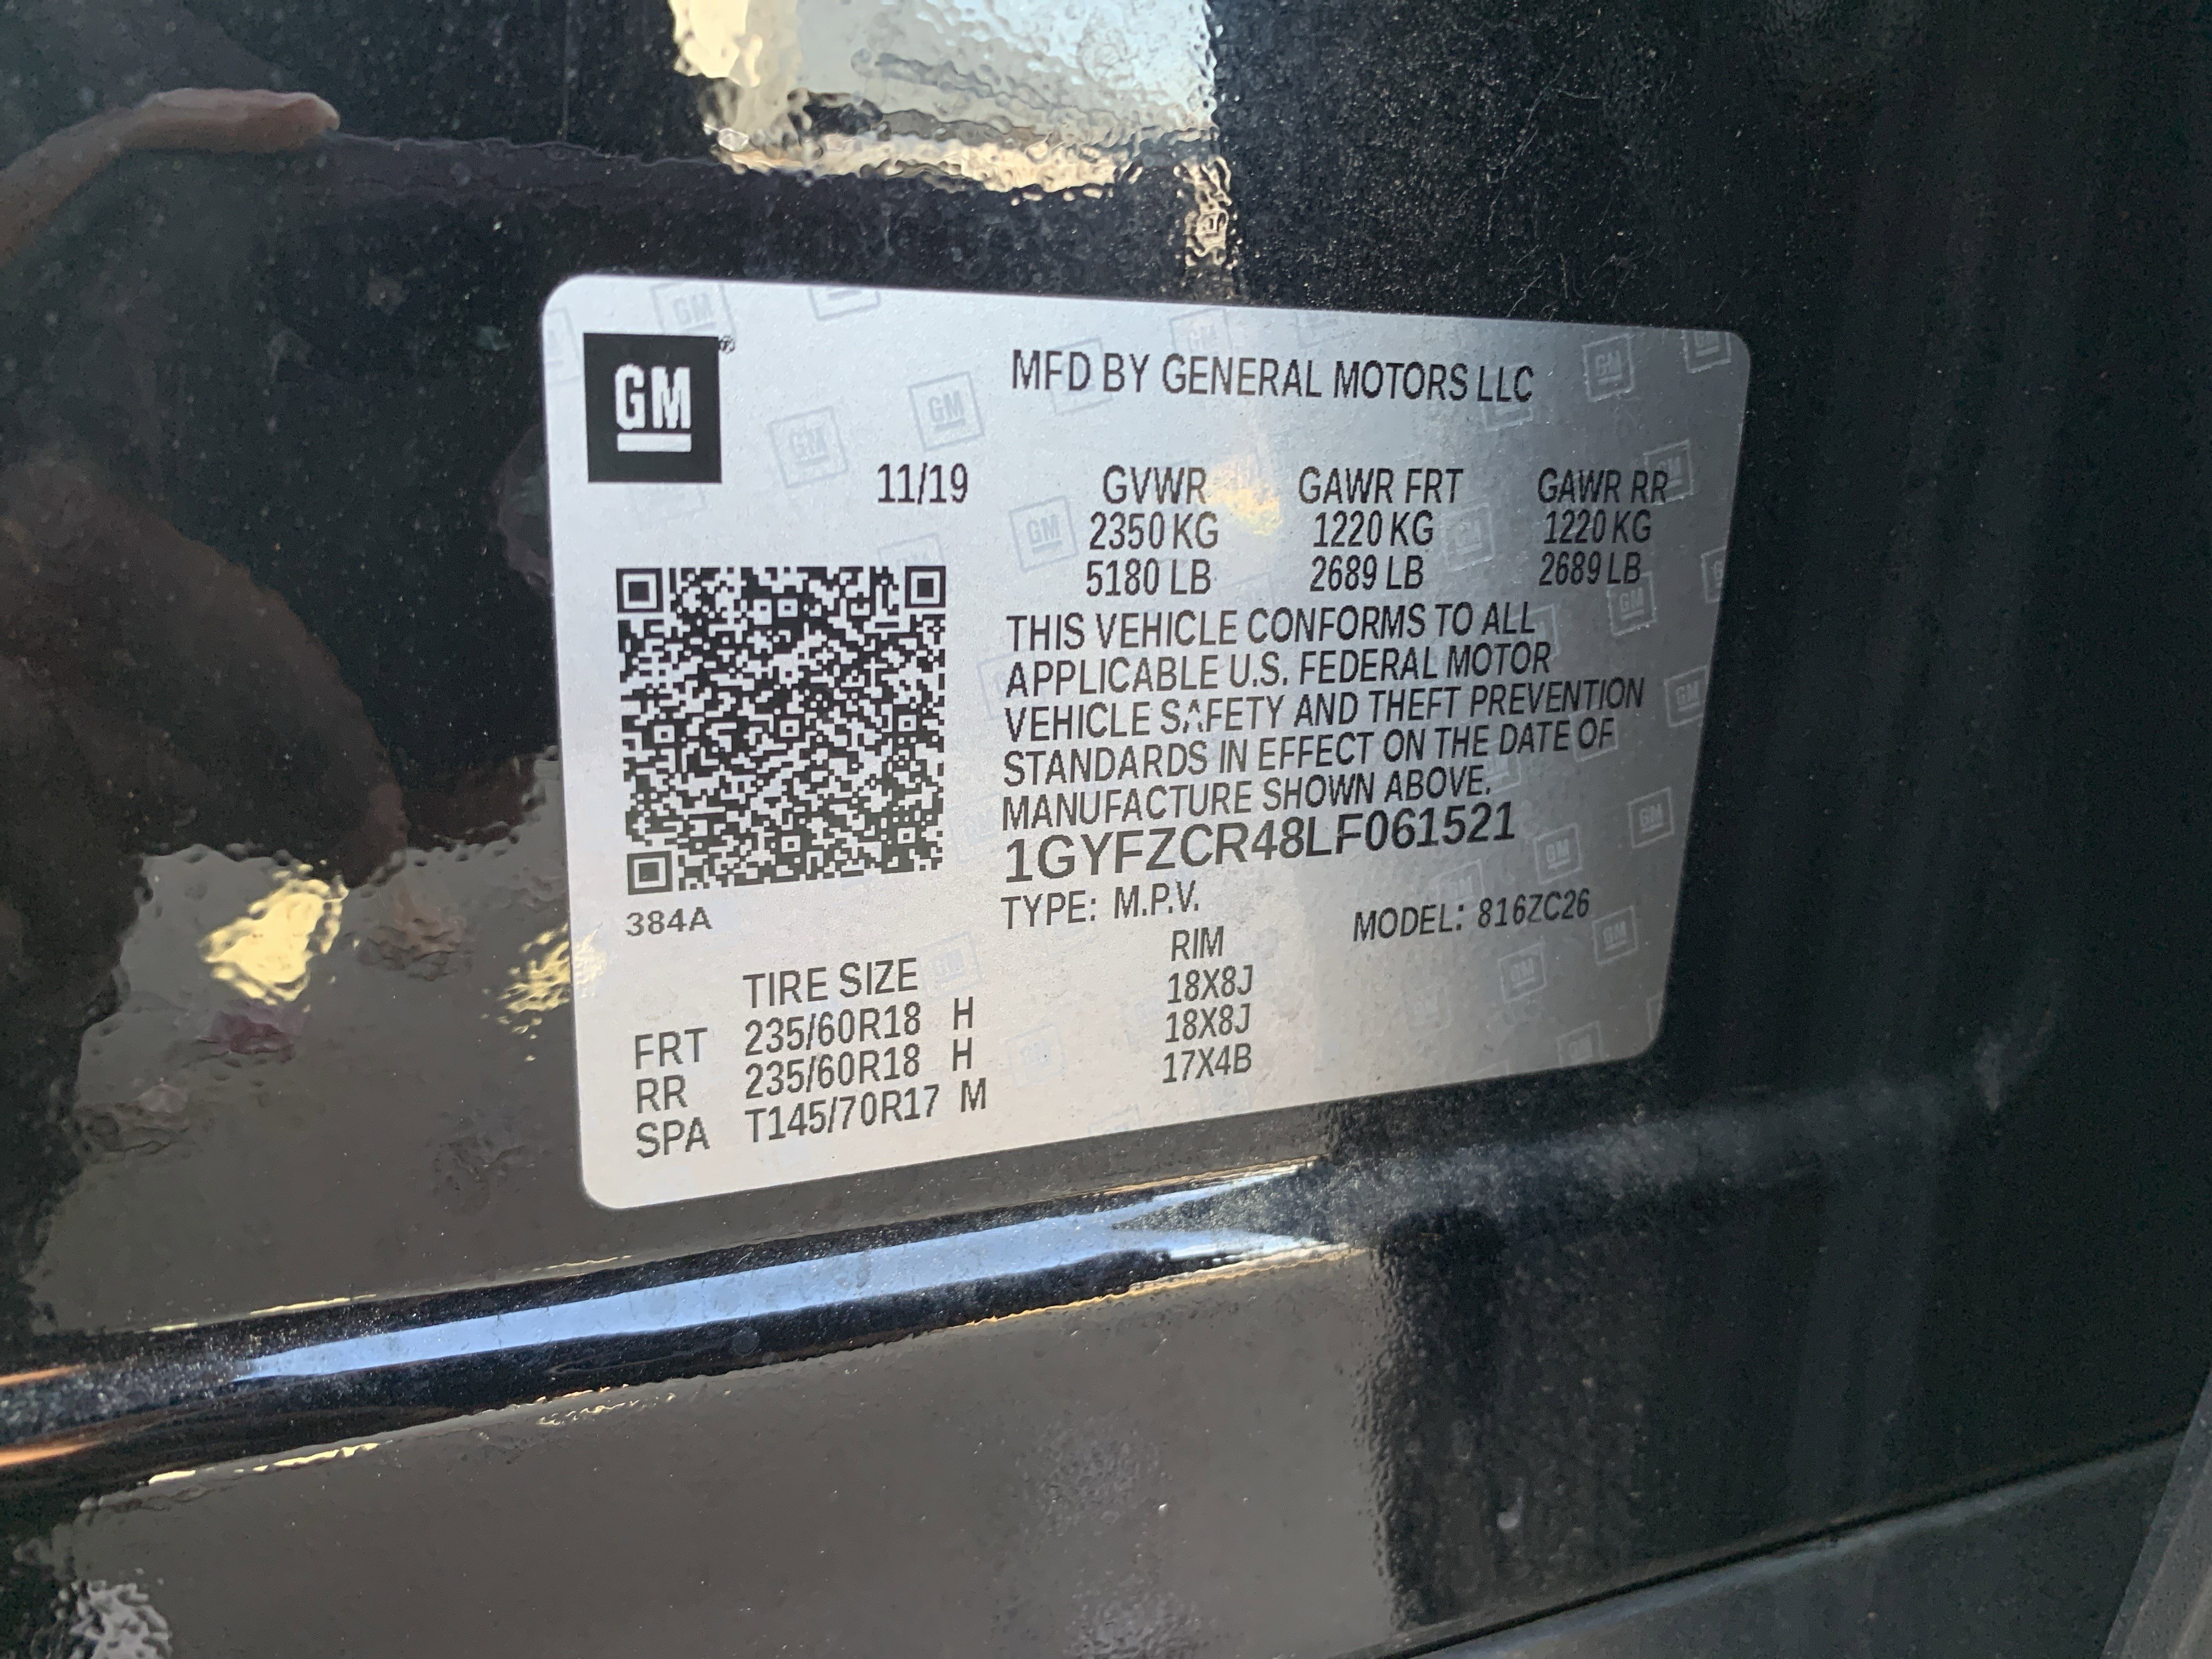 GM
MFD BY GENERAL MOTORS LLC
11/19
GVWR GAWR FRT GAWR RR
2350 KG 1220 KG 1220 KG
5180 LB 2689 LB 2689 LB
THIS VEHICLE CONFORMS TO ALL
APPLICABLE U.S. FEDERAL MOTOR
VEHICLE SAFETY AND THEFT PREVENTION
STANDARDS IN EFFECT ON THE DATE OF
MANUFACTURE SHOWN ABOVE.
1GYFZCR48LF061521
TYPE: M.P.V. MODEL: 816ZC26
384A
TIRE SIZE RIM
FRT 235/60R18 H 18X8J
RR 235/60R18 H 18X8J
SPA T145/70R17 M 17X4B